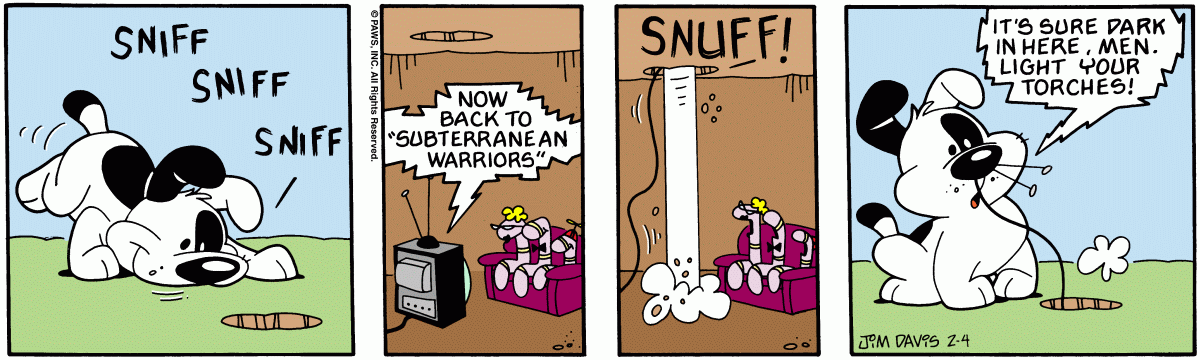 SNIFF
SNIFF
SNIFF
© PAWS, INC. All Rights Reserved.
NOW
BACK TO
"SUBTERRANEAN
WARRIORS"
SNUFF!
IT'S SURE DARK
IN HERE, MEN.
LIGHT YOUR
TORCHES!
JIM DAVIS 2-4